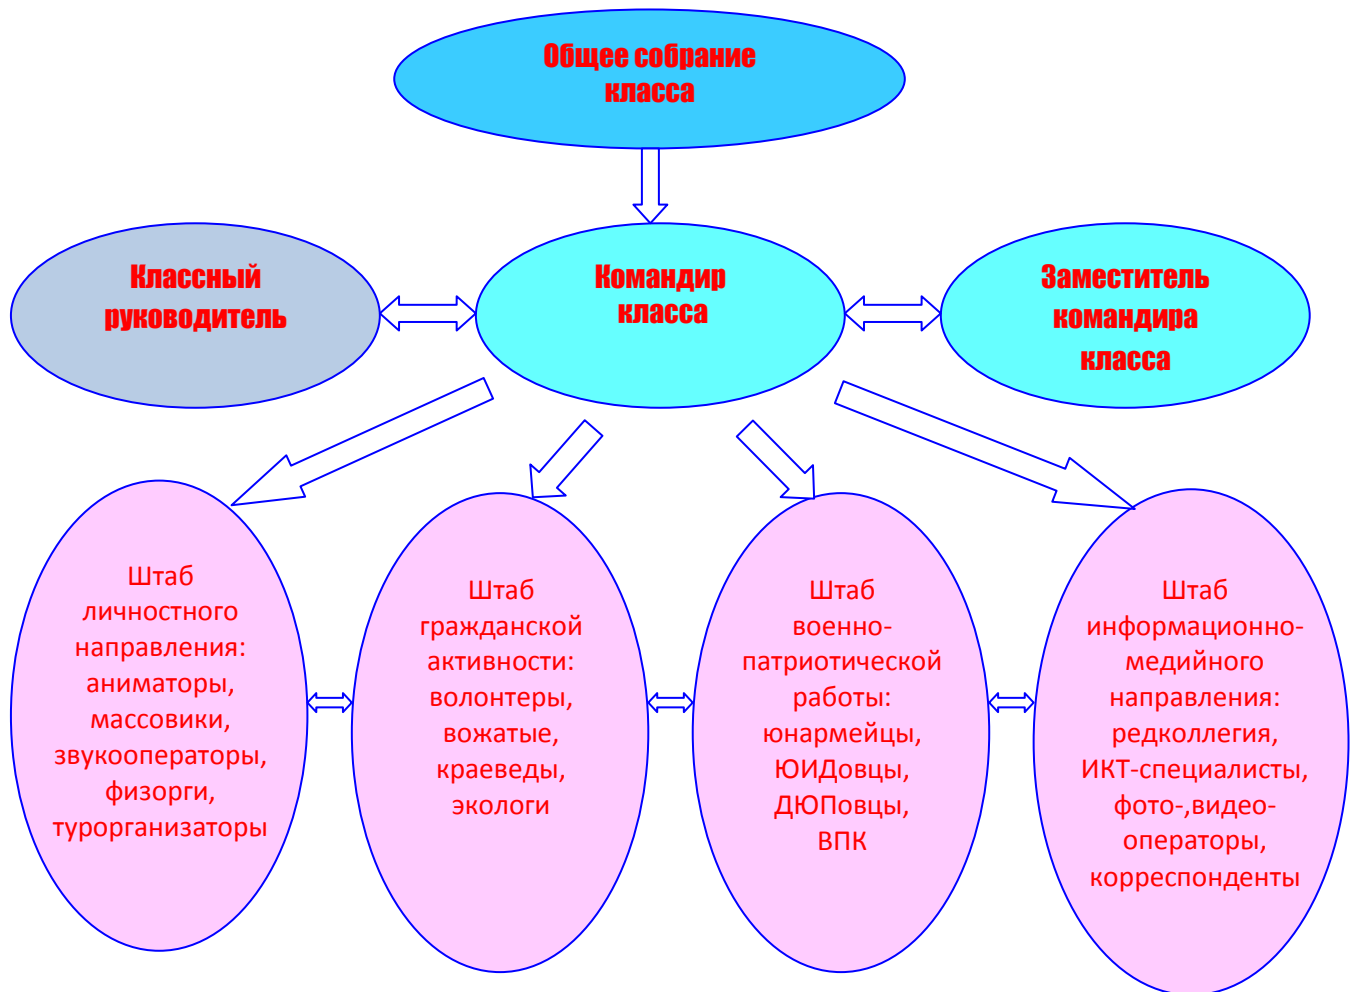 Общее собрание
класса
Классный
руководитель
Командир
класса
Заместитель
командира
класса
Штаб
личностного
направления:
аниматоры,
массовики,
звукооператоры,
физорги,
турорганизаторы
Штаб
гражданской
активности:
волонтеры,
вожатые,
краеведы,
экологи
Штаб
военно-
патриотической
работы:
юнармейцы,
ЮИДовцы,
ДЮПовцы,
ВПК
Штаб
информационно-
медийного
направления:
редколлегия,
ИКТ-специалисты,
фото-,видео-
операторы,
корреспонденты